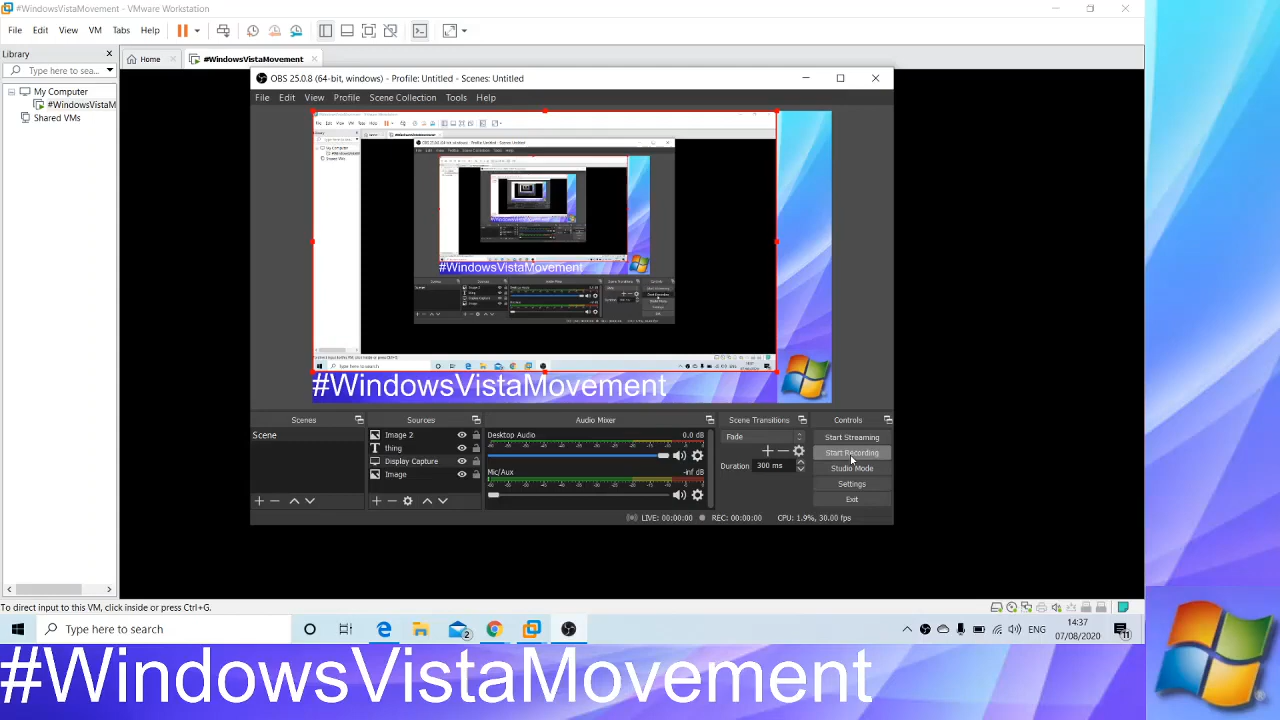 #WindowsVistaMovement - VMware Workstation
File Edit View VM Tabs Help
Library
Home #WindowsVistaMovement
Type here to search...
My Computer
#WindowsVistaM
Shared VMs
OBS 25.0.8 (64-bit, windows) - Profile: Untitled - Scenes: Untitled
File Edit View Profile Scene Collection Tools Help
#WindowsVistaMovement
#WindowsVistaMovement
Scenes Sources Audio Mixer Scene Transitions Controls
Scene
Image 2
thing
Display Capture
Image
Desktop Audio 0.0 dB
Mic/Aux -inf dB
Fade
Duration 300 ms
Start Streaming
Start Recording
Studio Mode
Settings
Exit
LIVE: 00:00:00 REC: 00:00:00 CPU: 1.9%, 30.00 fps
To direct input to this VM, click inside or press Ctrl+G.
Type here to search
2
ENG
14:37
07/08/2020
11
#WindowsVistaMovement